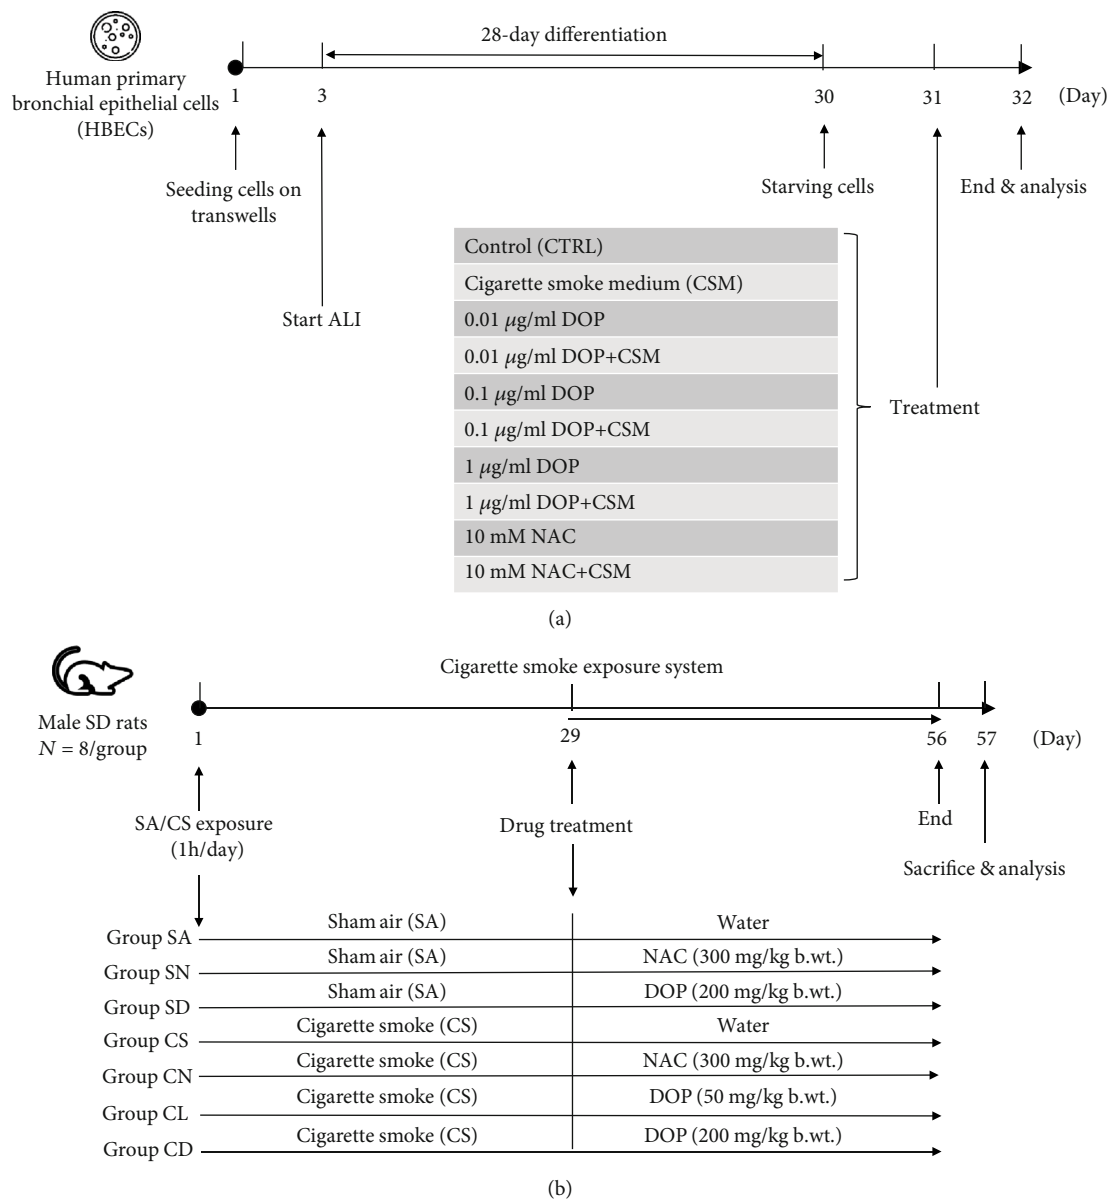 28-day differentiation
Human primary
bronchial epithelial cells
(HBECs)
1
3
30
31
32
(Day)
Seeding cells on
transwells
Starving cells
End & analysis
Start ALI
Control (CTRL)
Cigarette smoke medium (CSM)
0.01 μg/ml DOP
0.01 μg/ml DOP+CSM
0.1 μg/ml DOP
0.1 μg/ml DOP+CSM
1 μg/ml DOP
1 μg/ml DOP+CSM
10 mM NAC
10 mM NAC+CSM
Treatment
(a)
Cigarette smoke exposure system
Male SD rats
N = 8/group
1
29
56
57
(Day)
SA/CS exposure
(1h/day)
Drug treatment
End
Sacrifice & analysis
Group SA Sham air (SA) Water
Group SN Sham air (SA) NAC (300 mg/kg b.wt.)
Group SD Sham air (SA) DOP (200 mg/kg b.wt.)
Group CS Cigarette smoke (CS) Water
Group CN Cigarette smoke (CS) NAC (300 mg/kg b.wt.)
Group CL Cigarette smoke (CS) DOP (50 mg/kg b.wt.)
Group CD Cigarette smoke (CS) DOP (200 mg/kg b.wt.)
(b)